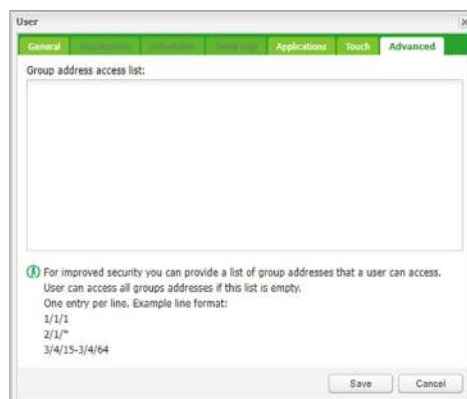 User
General
Applications
Touch
Advanced
Group address access list:
For improved security you can provide a list of group addresses that a user can access.
User can access all groups addresses if this list is empty.
One entry per line. Example line format:
1/1/1
2/1/*
3/4/15-3/4/64
Save
Cancel